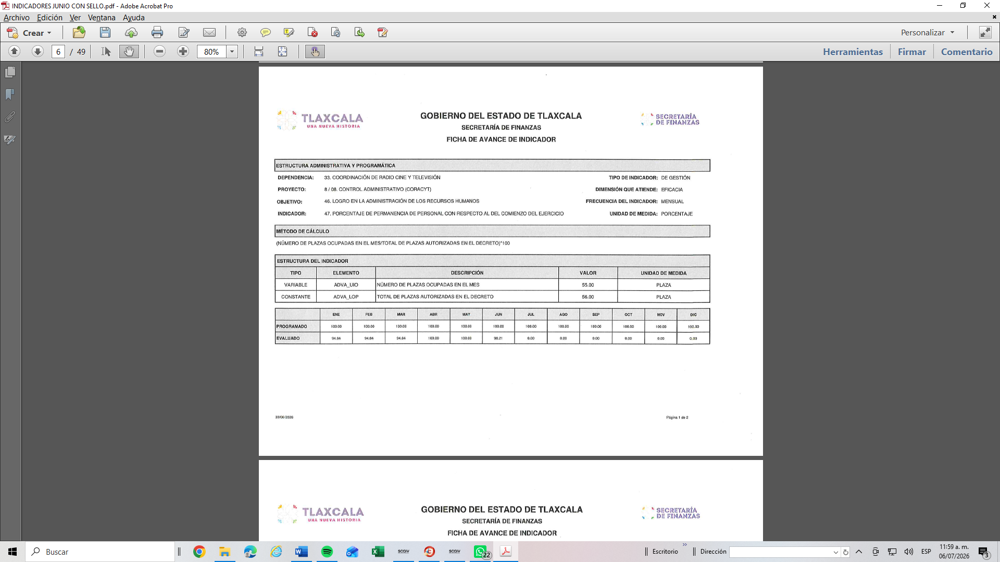 INDICADORES JUNIO CON SELLO.pdf - Adobe Acrobat Pro
Archivo Edición Ver Ventana Ayuda
Crear Personalizar
6 / 49 80% Herramientas Firmar Comentario
TLAXCALA
UNA NUEVA HISTORIA
GOBIERNO DEL ESTADO DE TLAXCALA
SECRETARÍA DE FINANZAS
FICHA DE AVANCE DE INDICADOR
SECRETARÍA
DE FINANZAS
ESTRUCTURA ADMINISTRATIVA Y PROGRAMÁTICA
DEPENDENCIA: 33. COORDINACIÓN DE RADIO CINE Y TELEVISIÓN TIPO DE INDICADOR: DE GESTIÓN
PROYECTO: 8 / 08. CONTROL ADMINISTRATIVO (CORACYT) DIMENSIÓN QUE ATIENDE: EFICACIA
OBJETIVO: 46. LOGRO EN LA ADMINISTRACIÓN DE LOS RECURSOS HUMANOS FRECUENCIA DEL INDICADOR: MENSUAL
INDICADOR: 47. PORCENTAJE DE PERMANENCIA DE PERSONAL CON RESPECTO AL DEL COMIENZO DEL EJERCICIO UNIDAD DE MEDIDA: PORCENTAJE
MÉTODO DE CÁLCULO
(NÚMERO DE PLAZAS OCUPADAS EN EL MES/TOTAL DE PLAZAS AUTORIZADAS EN EL DECRETO)*100
ESTRUCTURA DEL INDICADOR
TIPO ELEMENTO DESCRIPCIÓN VALOR UNIDAD DE MEDIDA
VARIABLE ADVA_UIO NÚMERO DE PLAZAS OCUPADAS EN EL MES 55.00 PLAZA
CONSTANTE ADVA_LOP TOTAL DE PLAZAS AUTORIZADAS EN EL DECRETO 56.00 PLAZA
ENE FEB MAR ABR MAY JUN JUL AGO SEP OCT NOV DIC
PROGRAMADO 100.00 100.00 100.00 100.00 100.00 100.00 100.00 100.00 100.00 100.00 100.00 100.00
EVALUADO 94.64 94.64 94.64 100.00 100.00 98.21 0.00 0.00 0.00 0.00 0.00 0.00
30/06/2026 Página 1 de 2
TLAXCALA
UNA NUEVA HISTORIA
GOBIERNO DEL ESTADO DE TLAXCALA
SECRETARÍA DE FINANZAS
FICHA DE AVANCE DE INDICADOR
SECRETARÍA
DE FINANZAS
Buscar
SCGIV
SCGIV
22
Escritorio
Dirección
ESP
11:59 a. m.
06/07/2026
3